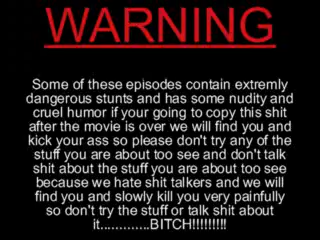 WARNING
Some of these episodes contain extremly
dangerous stunts and has some nudity and
cruel humor if your going to copy this shit
after the movie is over we will find you and
kick your ass so please don't try any of the
stuff you are about too see and don't talk
shit about the stuff you are about too see
because we hate shit talkers and we will
find you and slowly kill you very painfully
so don't try the stuff or talk shit about
it.............BITCH!!!!!!!!!